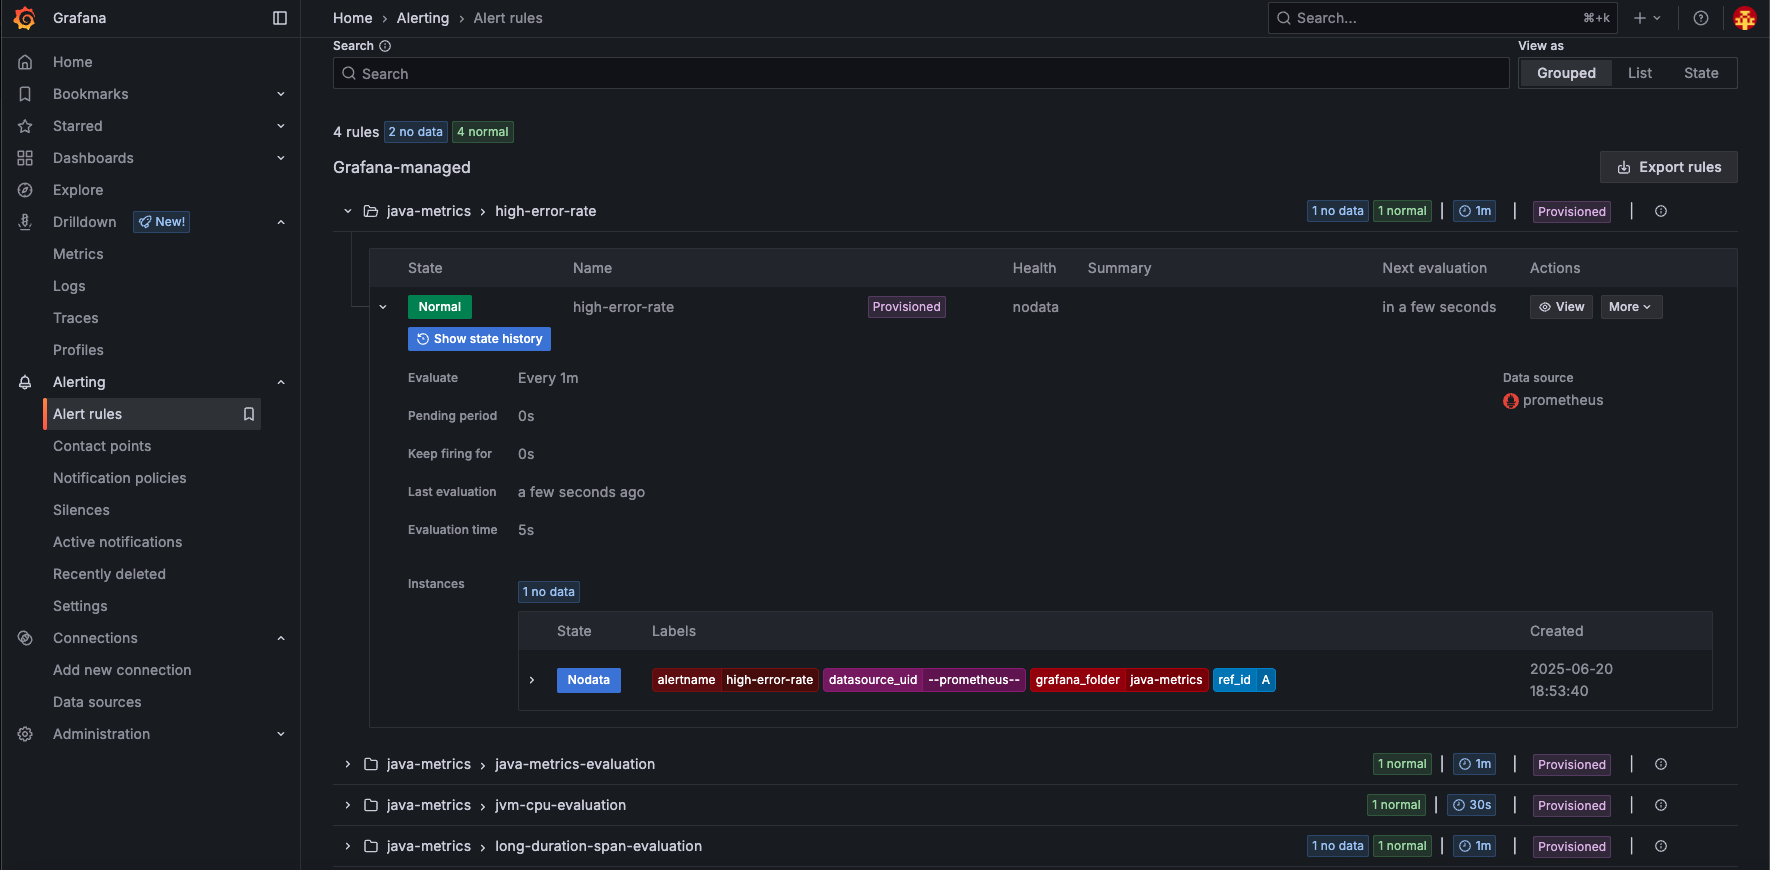 Grafana
Home › Alerting › Alert rules
Search... ⌘+k
Home
Bookmarks
Starred
Dashboards
Explore
Drilldown New!
Metrics
Logs
Traces
Profiles
Alerting
Alert rules
Contact points
Notification policies
Silences
Active notifications
Recently deleted
Settings
Connections
Add new connection
Data sources
Administration
Search
Search
View as
Grouped List State
4 rules 2 no data 4 normal
Grafana-managed
Export rules
java-metrics › high-error-rate 1 no data 1 normal 1m Provisioned
State Name Health Summary Next evaluation Actions
Normal high-error-rate Provisioned nodata in a few seconds View More
Show state history
Evaluate Every 1m
Pending period 0s
Keep firing for 0s
Last evaluation a few seconds ago
Evaluation time 5s
Data source
prometheus
Instances 1 no data
State Labels Created
Nodata alertname high-error-rate datasource_uid --prometheus-- grafana_folder java-metrics ref_id A 2025-06-20
18:53:40
java-metrics › java-metrics-evaluation 1 normal 1m Provisioned
java-metrics › jvm-cpu-evaluation 1 normal 30s Provisioned
java-metrics › long-duration-span-evaluation 1 no data 1 normal 1m Provisioned